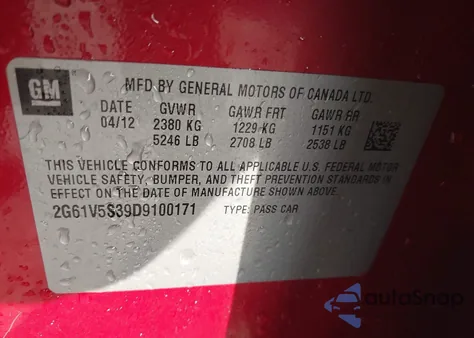 GM
MFD BY GENERAL MOTORS OF CANADA LTD.
DATE GVWR GAWR FRT GAWR RR
04/12 2380 KG 1229 KG 1151 KG
5246 LB 2708 LB 2538 LB
THIS VEHICLE CONFORMS TO ALL APPLICABLE U.S. FEDERAL MOTOR
VEHICLE SAFETY, BUMPER, AND THEFT PREVENTION STANDARDS IN
EFFECT ON THE DATE OF MANUFACTURE SHOWN ABOVE.
2G61V5S39D9100171 TYPE: PASS CAR
autoSnap